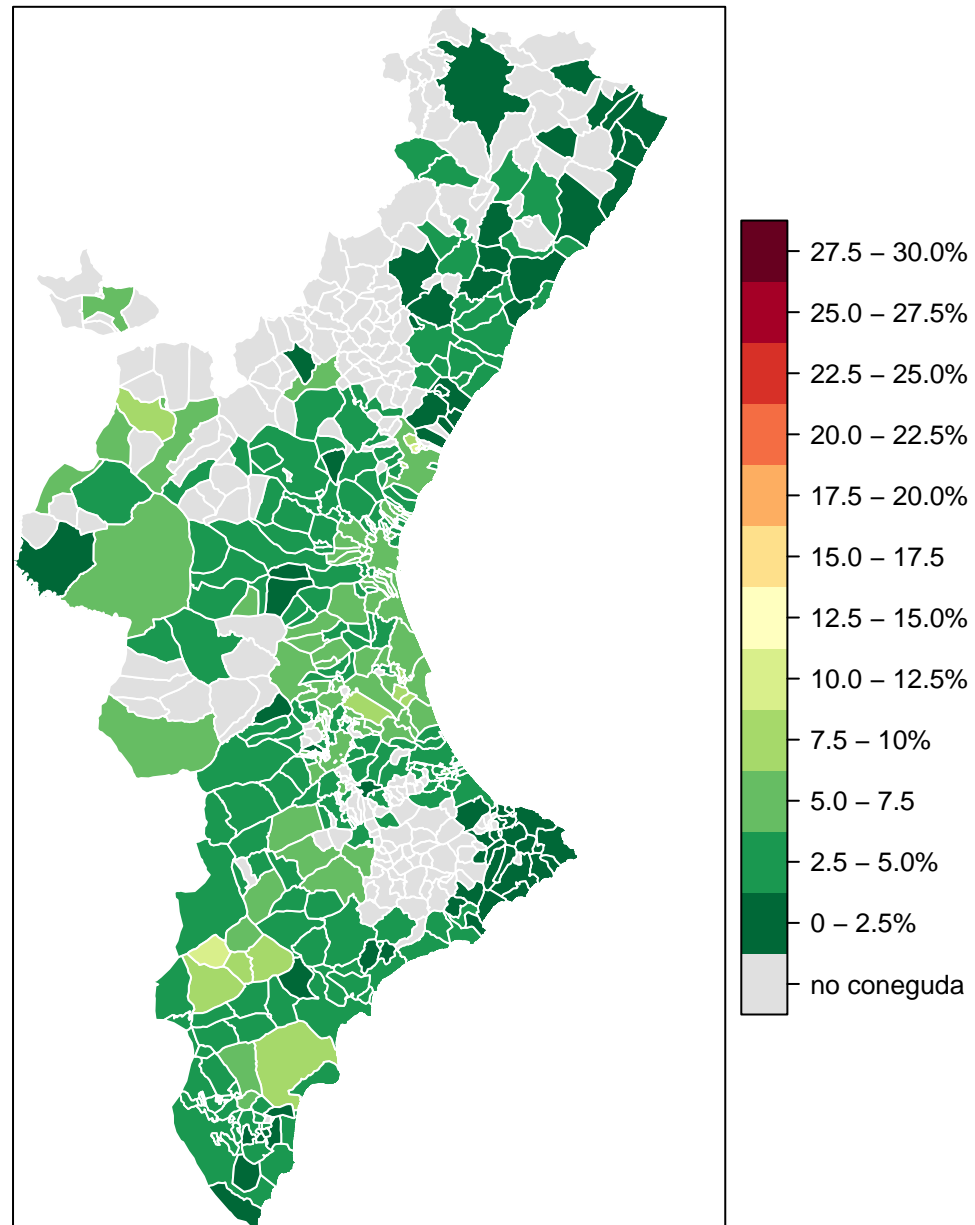 27.5 – 30.0%
25.0 – 27.5%
22.5 – 25.0%
20.0 – 22.5%
17.5 – 20.0%
15.0 – 17.5
12.5 – 15.0%
10.0 – 12.5%
7.5 – 10%
5.0 – 7.5
2.5 – 5.0%
0 – 2.5%
no coneguda